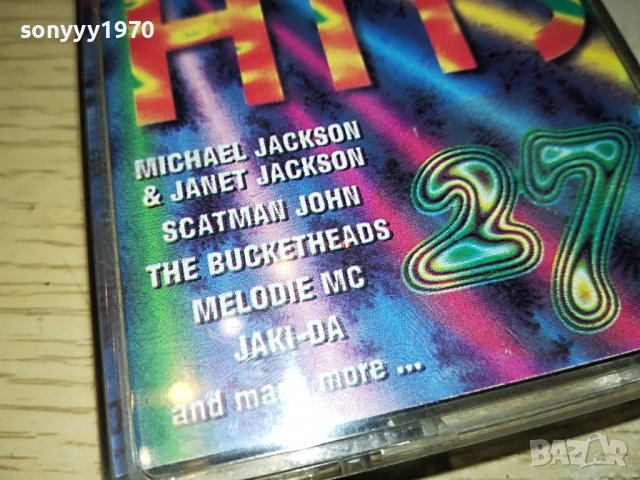 sonyyy1970
HITS
MICHAEL JACKSON
& JANET JACKSON
SCATMAN JOHN
THE BUCKETHEADS
MELODIE MC
JAKI-DA
and many more ...
27
BAZAR